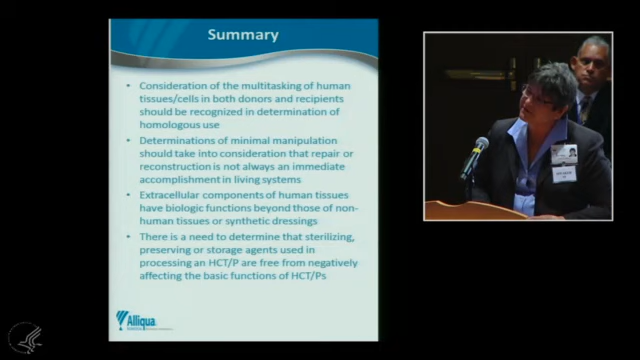 Summary
• Consideration of the multitasking of human
tissues/cells in both donors and recipients
should be recognized in determination of
homologous use
• Determinations of minimal manipulation
should take into consideration that repair or
reconstruction is not always an immediate
accomplishment in living systems
• Extracellular components of human tissues
have biologic functions beyond those of non-
human tissues or synthetic dressings
• There is a need to determine that sterilizing,
preserving or storage agents used in
processing an HCT/P are free from negatively
affecting the basic functions of HCT/Ps
Alliqua